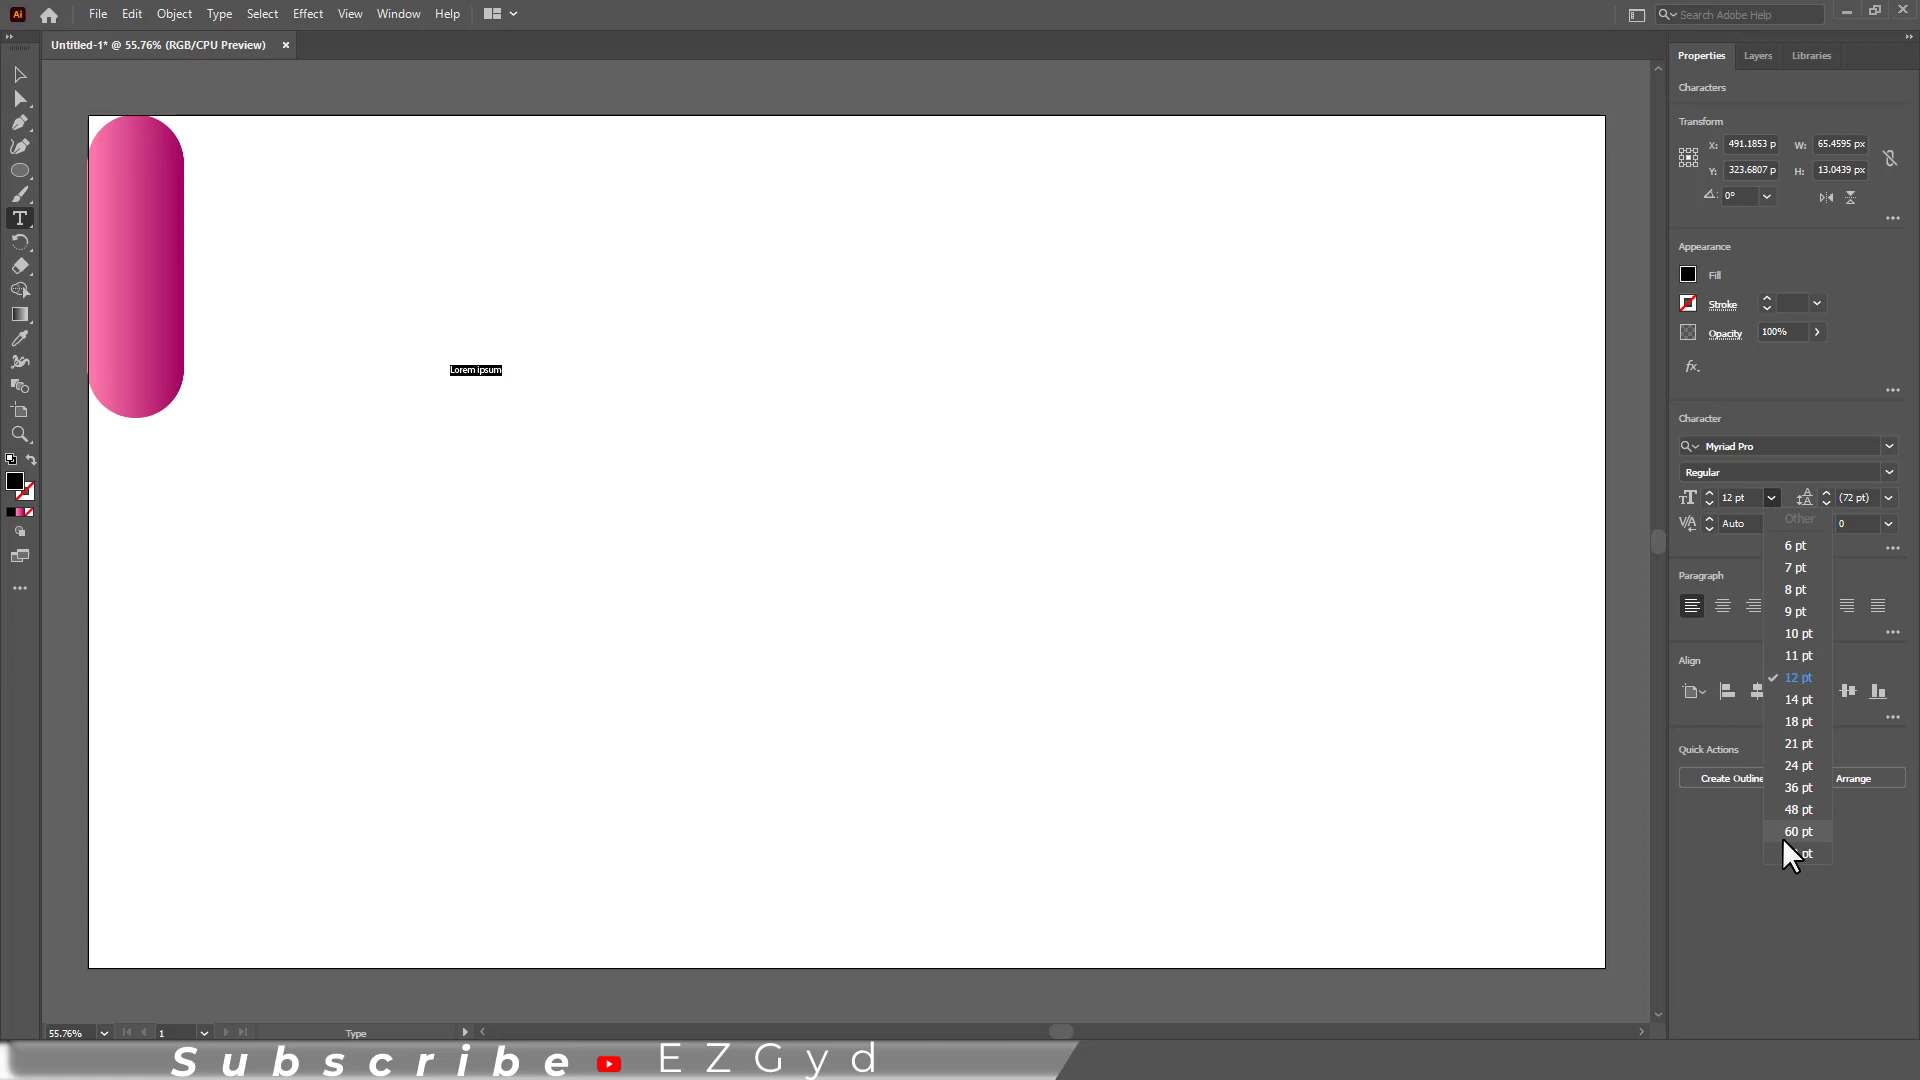 Ai File Edit Object Type Select Effect View Window Help Search Adobe Help
Untitled-1* @ 55.76% (RGB/CPU Preview)
Properties Layers Libraries
Characters
Transform
X: 491.1853 p W: 65.4595 px
Y: 323.6807 p H: 13.0439 px
0°
Appearance
Fill
Stroke
Opacity 100%
fx.
Lorem ipsum
Character
Myriad Pro
Regular
12 pt (72 pt)
Auto 0
Other
6 pt
7 pt
8 pt
9 pt
10 pt
11 pt
12 pt
14 pt
18 pt
21 pt
24 pt
36 pt
48 pt
60 pt
pt
Paragraph
Align
Quick Actions
Create Outline
Arrange
55.76% 1 Type
Subscribe EZGyd